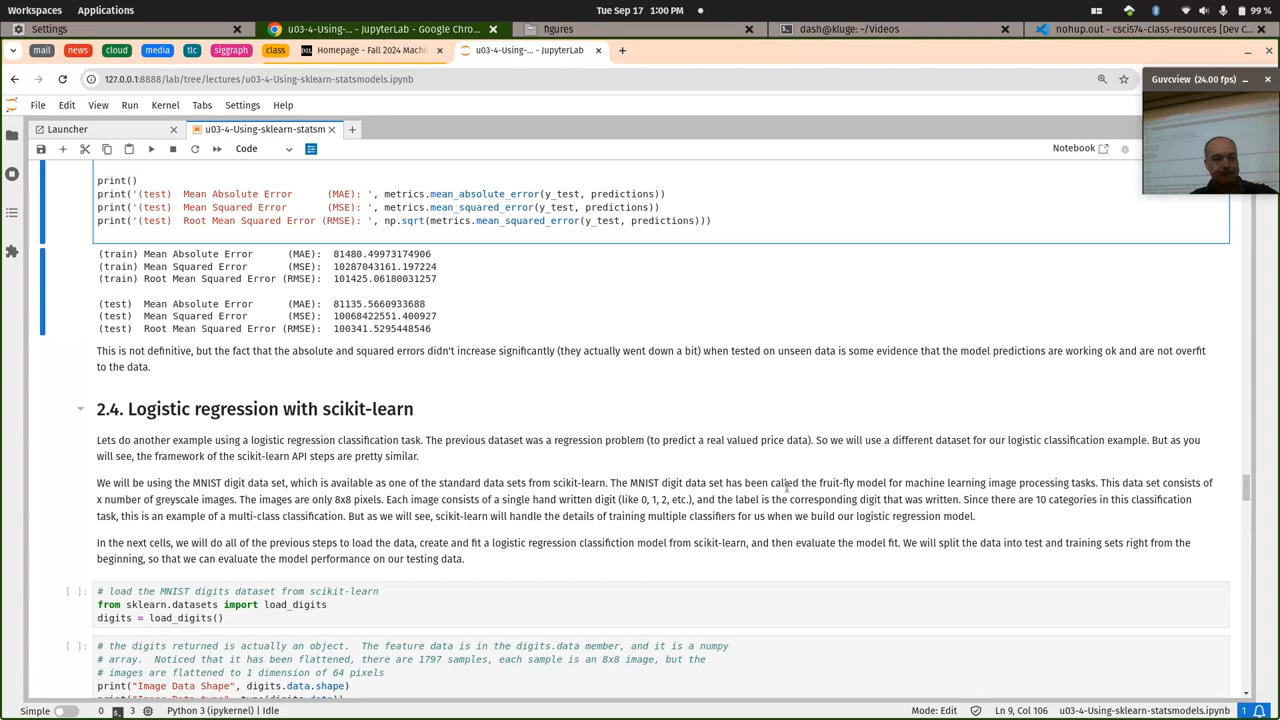 Workspaces Applications Tue Sep 17 1:00 PM 99 %
Settings u03-4-Using-... - JupyterLab - Google Chro... figures dash@kluge: ~/Videos nohup.out - csci574-class-resources [Dev C...
mail news cloud media tlc siggraph class Homepage - Fall 2024 Machi u03-4-Using-... - JupyterLab
127.0.0.1:8888/lab/tree/lectures/u03-4-Using-sklearn-statsmodels.ipynb
Guvcview (24.00 fps)
File Edit View Run Kernel Tabs Settings Help
Launcher u03-4-Using-sklearn-statsm
Code Notebook
print()
print('(test)  Mean Absolute Error      (MAE): ', metrics.mean_absolute_error(y_test, predictions))
print('(test)  Mean Squared Error       (MSE): ', metrics.mean_squared_error(y_test, predictions))
print('(test)  Root Mean Squared Error (RMSE): ', np.sqrt(metrics.mean_squared_error(y_test, predictions)))
(train) Mean Absolute Error      (MAE):  81480.49973174906
(train) Mean Squared Error       (MSE):  10287043161.197224
(train) Root Mean Squared Error (RMSE):  101425.06180031257
(test)  Mean Absolute Error      (MAE):  81135.5660933688
(test)  Mean Squared Error       (MSE):  10068422551.400927
(test)  Root Mean Squared Error (RMSE):  100341.5295448546
This is not definitive, but the fact that the absolute and squared errors didn't increase significantly (they actually went down a bit) when tested on unseen data is some evidence that the model predictions are working ok and are not overfit
to the data.
2.4. Logistic regression with scikit-learn
Lets do another example using a logistic regression classification task. The previous dataset was a regression problem (to predict a real valued price data). So we will use a different dataset for our logistic classification example. But as you
will see, the framework of the scikit-learn API steps are pretty similar.
We will be using the MNIST digit data set, which is available as one of the standard data sets from scikit-learn. The MNIST digit data set has been called the fruit-fly model for machine learning image processing tasks. This data set consists of
x number of greyscale images. The images are only 8x8 pixels. Each image consists of a single hand written digit (like 0, 1, 2, etc.), and the label is the corresponding digit that was written. Since there are 10 categories in this classification
task, this is an example of a multi-class classification. But as we will see, scikit-learn will handle the details of training multiple classifiers for us when we build our logistic regression model.
In the next cells, we will do all of the previous steps to load the data, create and fit a logistic regression classifiction model from scikit-learn, and then evaluate the model fit. We will split the data into test and training sets right from the
beginning, so that we can evaluate the model performance on our testing data.
[ ]: # load the MNIST digits dataset from scikit-learn
from sklearn.datasets import load_digits
digits = load_digits()
[ ]: # the digits returned is actually an object.  The feature data is in the digits.data member, and it is a numpy
# array.  Noticed that it has been flattened, there are 1797 samples, each sample is an 8x8 image, but the
# images are flattened to 1 dimension of 64 pixels
print("Image Data Shape", digits.data.shape)
Simple 0 3 Python 3 (ipykernel) | Idle Mode: Edit Ln 9, Col 106 u03-4-Using-sklearn-statsmodels.ipynb 1